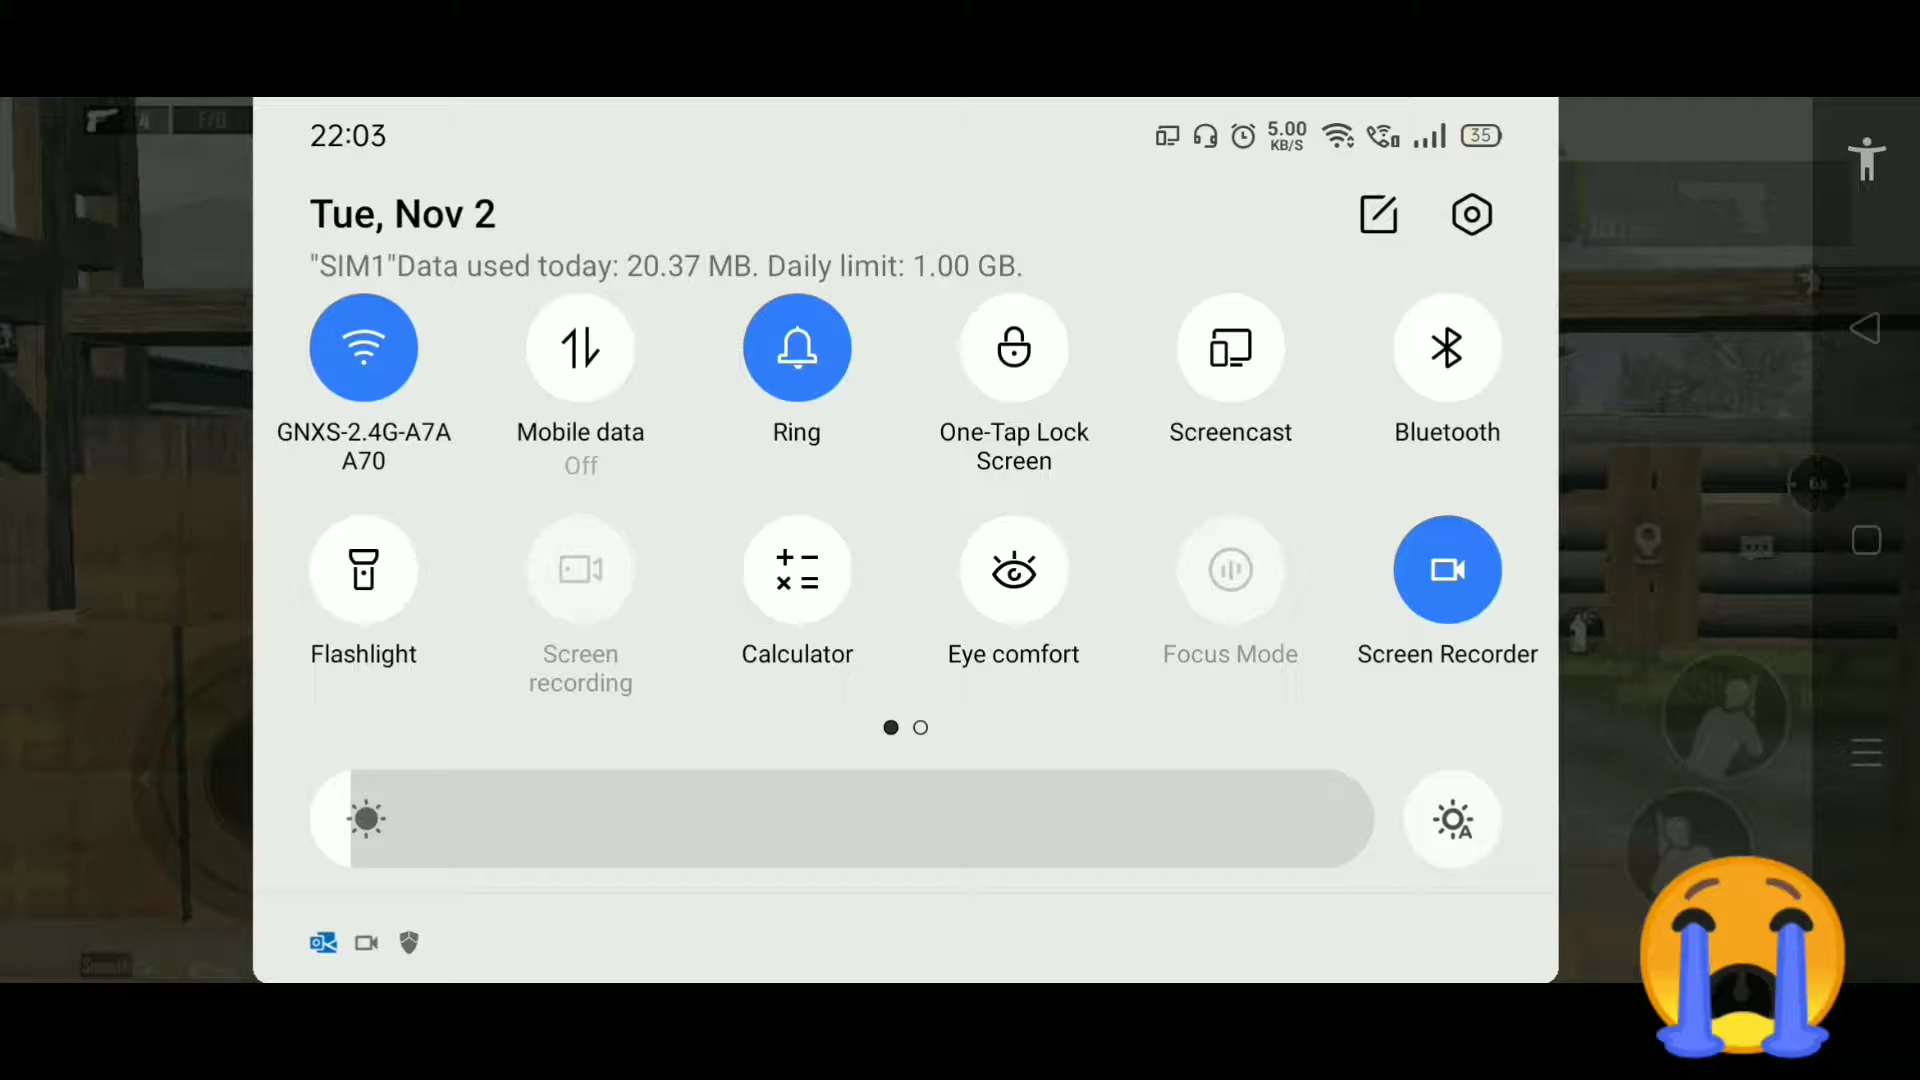 22:03
5.00
KB/S
35
Tue, Nov 2
"SIM1"Data used today: 20.37 MB. Daily limit: 1.00 GB.
GNXS-2.4G-A7A
A70
Mobile data
Off
Ring
One-Tap Lock
Screen
Screencast
Bluetooth
Flashlight
Screen
recording
Calculator
Eye comfort
Focus Mode
Screen Recorder
A
6x